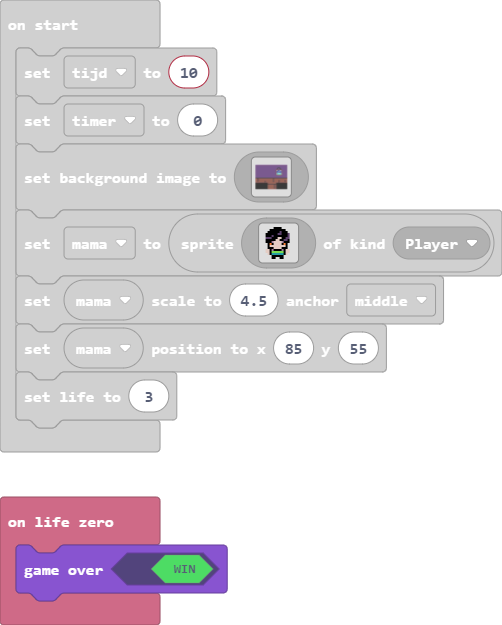 on start
set tijd to 10
set timer to 0
set background image to
set mama to sprite of kind Player
set mama scale to 4.5 anchor middle
set mama position to x 85 y 55
set life to 3
on life zero
game over WIN